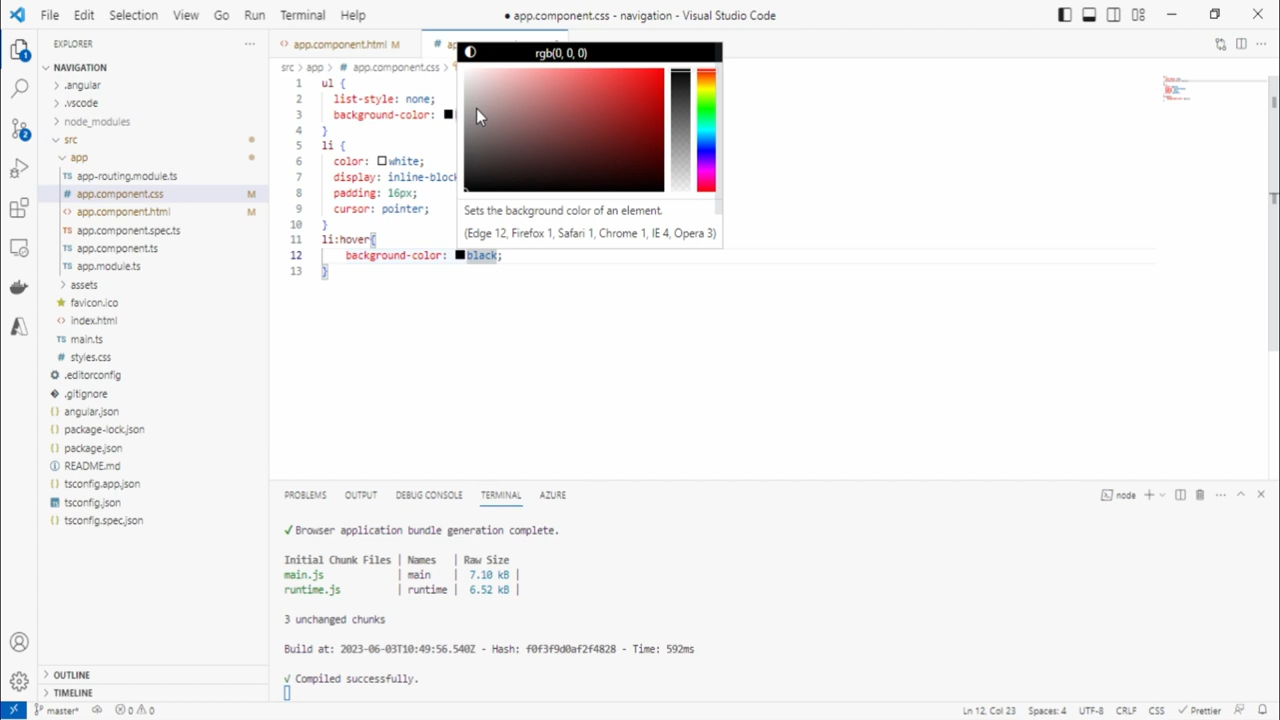 File Edit Selection View Go Run Terminal Help
● app.component.css - navigation - Visual Studio Code
EXPLORER
NAVIGATION
.angular
.vscode
node_modules
src
app
TS app-routing.module.ts
# app.component.css M
<> app.component.html M
TS app.component.spec.ts
TS app.component.ts
TS app.module.ts
assets
favicon.ico
<> index.html
TS main.ts
# styles.css
.editorconfig
.gitignore
{} angular.json
{} package-lock.json
{} package.json
README.md
{} tsconfig.app.json
tsconfig.json
{} tsconfig.spec.json
OUTLINE
TIMELINE
<> app.component.html M
src > app > # app.component.css >
rgb(0, 0, 0)
Sets the background color of an element.
(Edge 12, Firefox 1, Safari 1, Chrome 1, IE 4, Opera 3)
1 ul {
2 list-style: none;
3 background-color:
4 }
5 li {
6 color: white;
7 display: inline-block
8 padding: 16px;
9 cursor: pointer;
10 }
11 li:hover{
12 background-color: black;
13 }
PROBLEMS OUTPUT DEBUG CONSOLE TERMINAL AZURE
node
✓ Browser application bundle generation complete.
Initial Chunk Files | Names | Raw Size
main.js | main | 7.10 kB |
runtime.js | runtime | 6.52 kB |
3 unchanged chunks
Build at: 2023-06-03T10:49:56.540Z - Hash: f0f3f9d0af2f4828 - Time: 592ms
√ Compiled successfully.
master* 0 0
Ln 12, Col 23 Spaces: 4 UTF-8 CRLF CSS Prettier